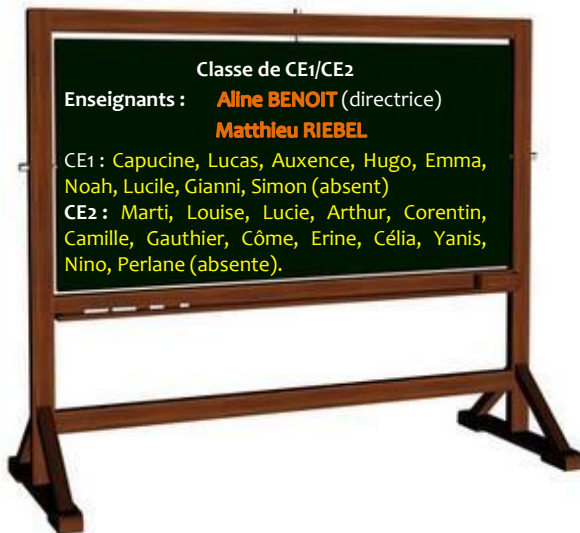 Classe de CE1/CE2
Enseignants : Aline BENOIT (directrice)
Matthieu RIEBEL
CE1 : Capucine, Lucas, Auxence, Hugo, Emma,
Noah, Lucile, Gianni, Simon (absent)
CE2 : Marti, Louise, Lucie, Arthur, Corentin,
Camille, Gauthier, Côme, Erine, Célia, Yanis,
Nino, Perlane (absente).